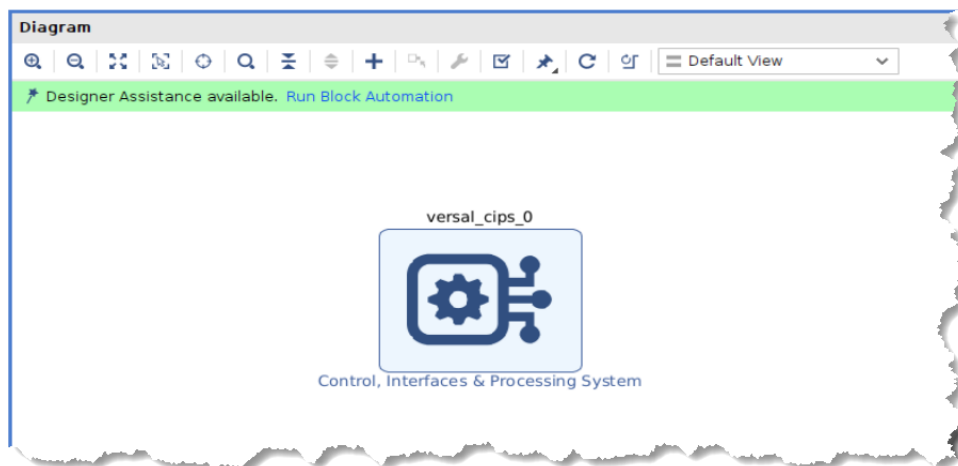 Diagram
Default View
Designer Assistance available. Run Block Automation
versal_cips_0
Control, Interfaces & Processing System